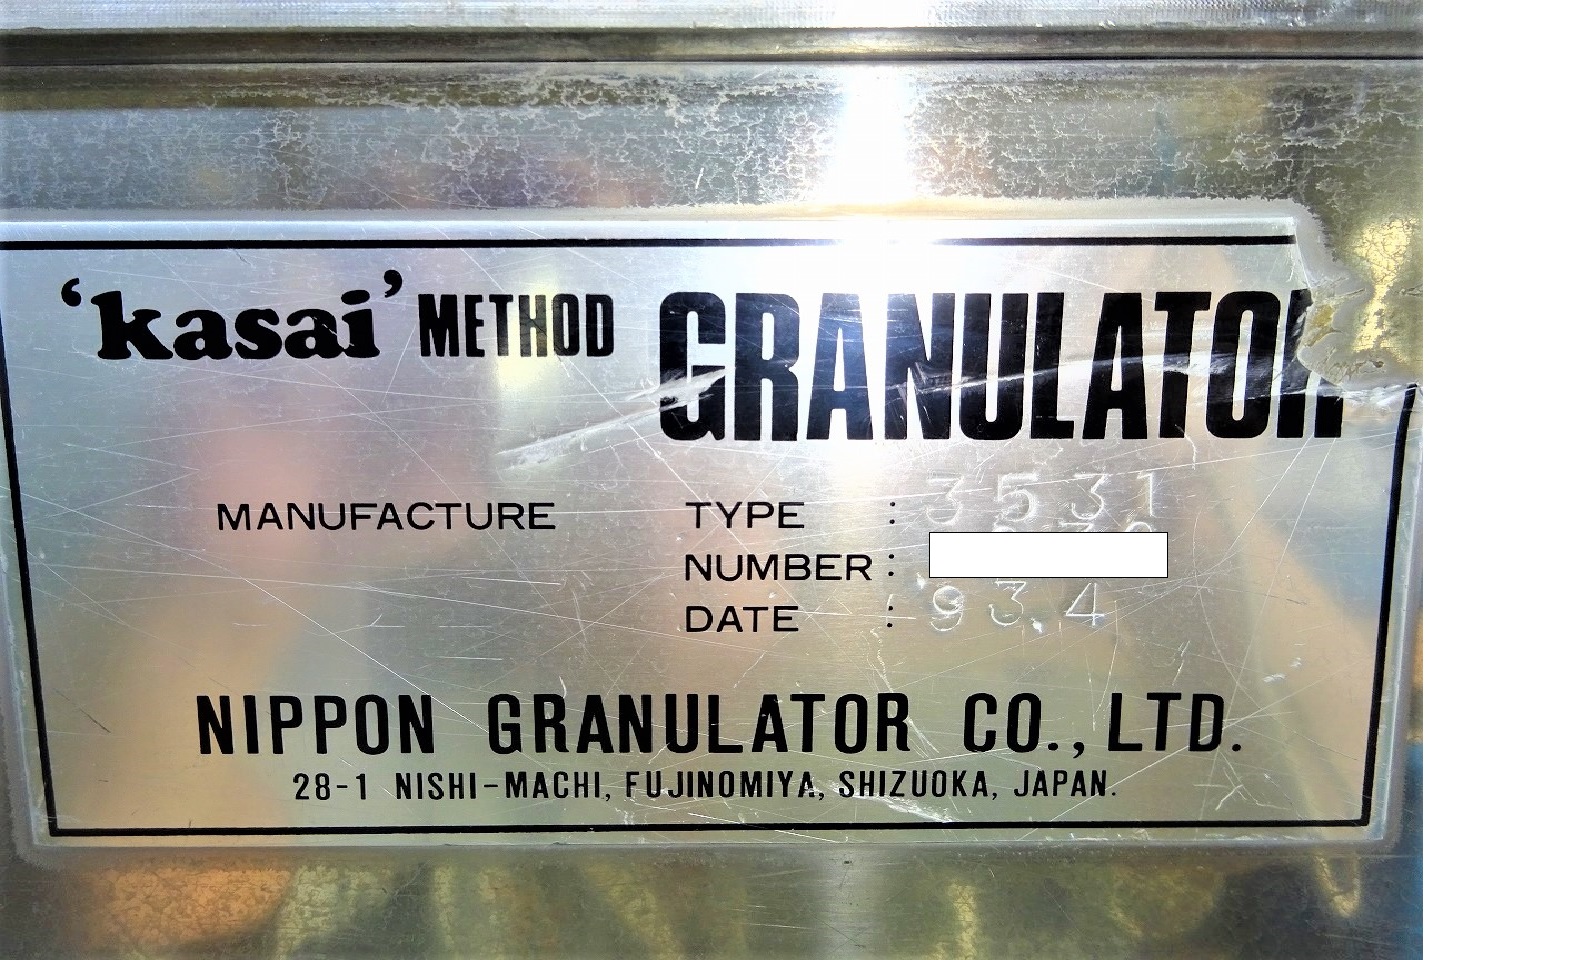 ‘kasai’ METHOD GRANULATOR
MANUFACTURE TYPE : 3531
NUMBER :
DATE : '93.4
NIPPON GRANULATOR CO., LTD.
28-1 NISHI-MACHI, FUJINOMIYA, SHIZUOKA, JAPAN.